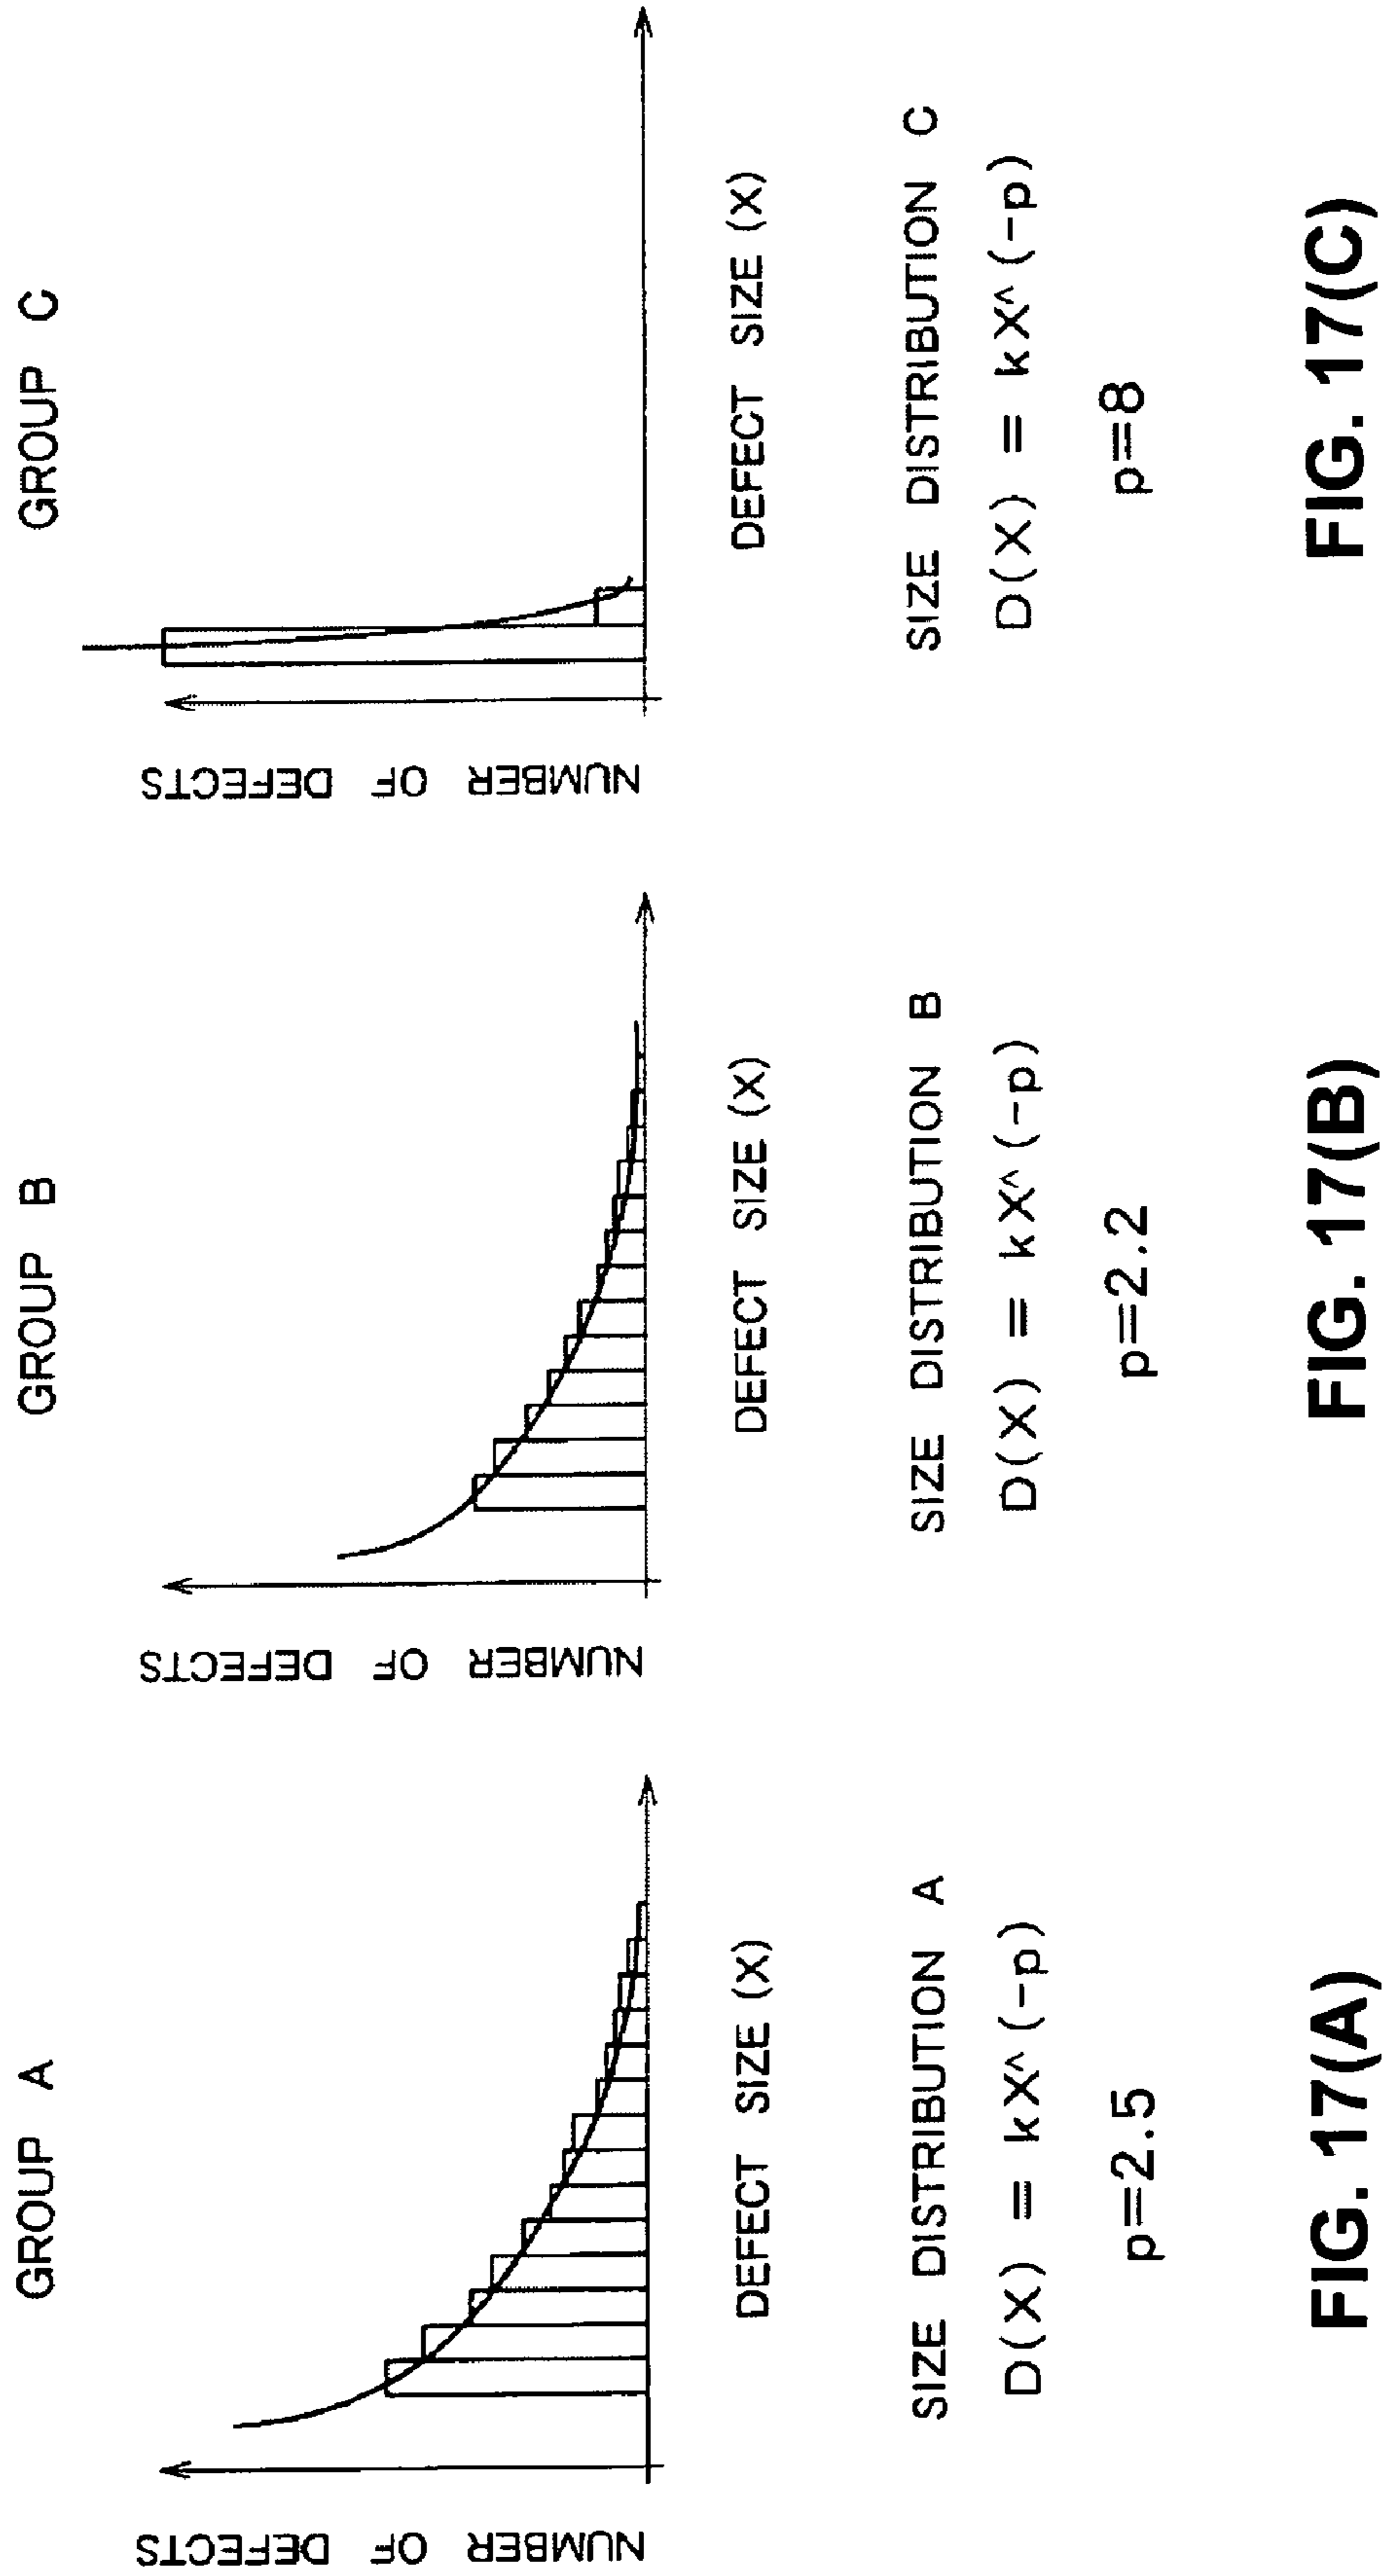 GROUP A
NUMBER OF DEFECTS
DEFECT SIZE (X)
SIZE DISTRIBUTION A
D(X) = kX^(-p)
p=2.5
FIG. 17(A)
GROUP B
NUMBER OF DEFECTS
DEFECT SIZE (X)
SIZE DISTRIBUTION B
D(X) = kX^(-p)
p=2.2
FIG. 17(B)
GROUP C
NUMBER OF DEFECTS
DEFECT SIZE (X)
SIZE DISTRIBUTION C
D(X) = kX^(-p)
p=8
FIG. 17(C)